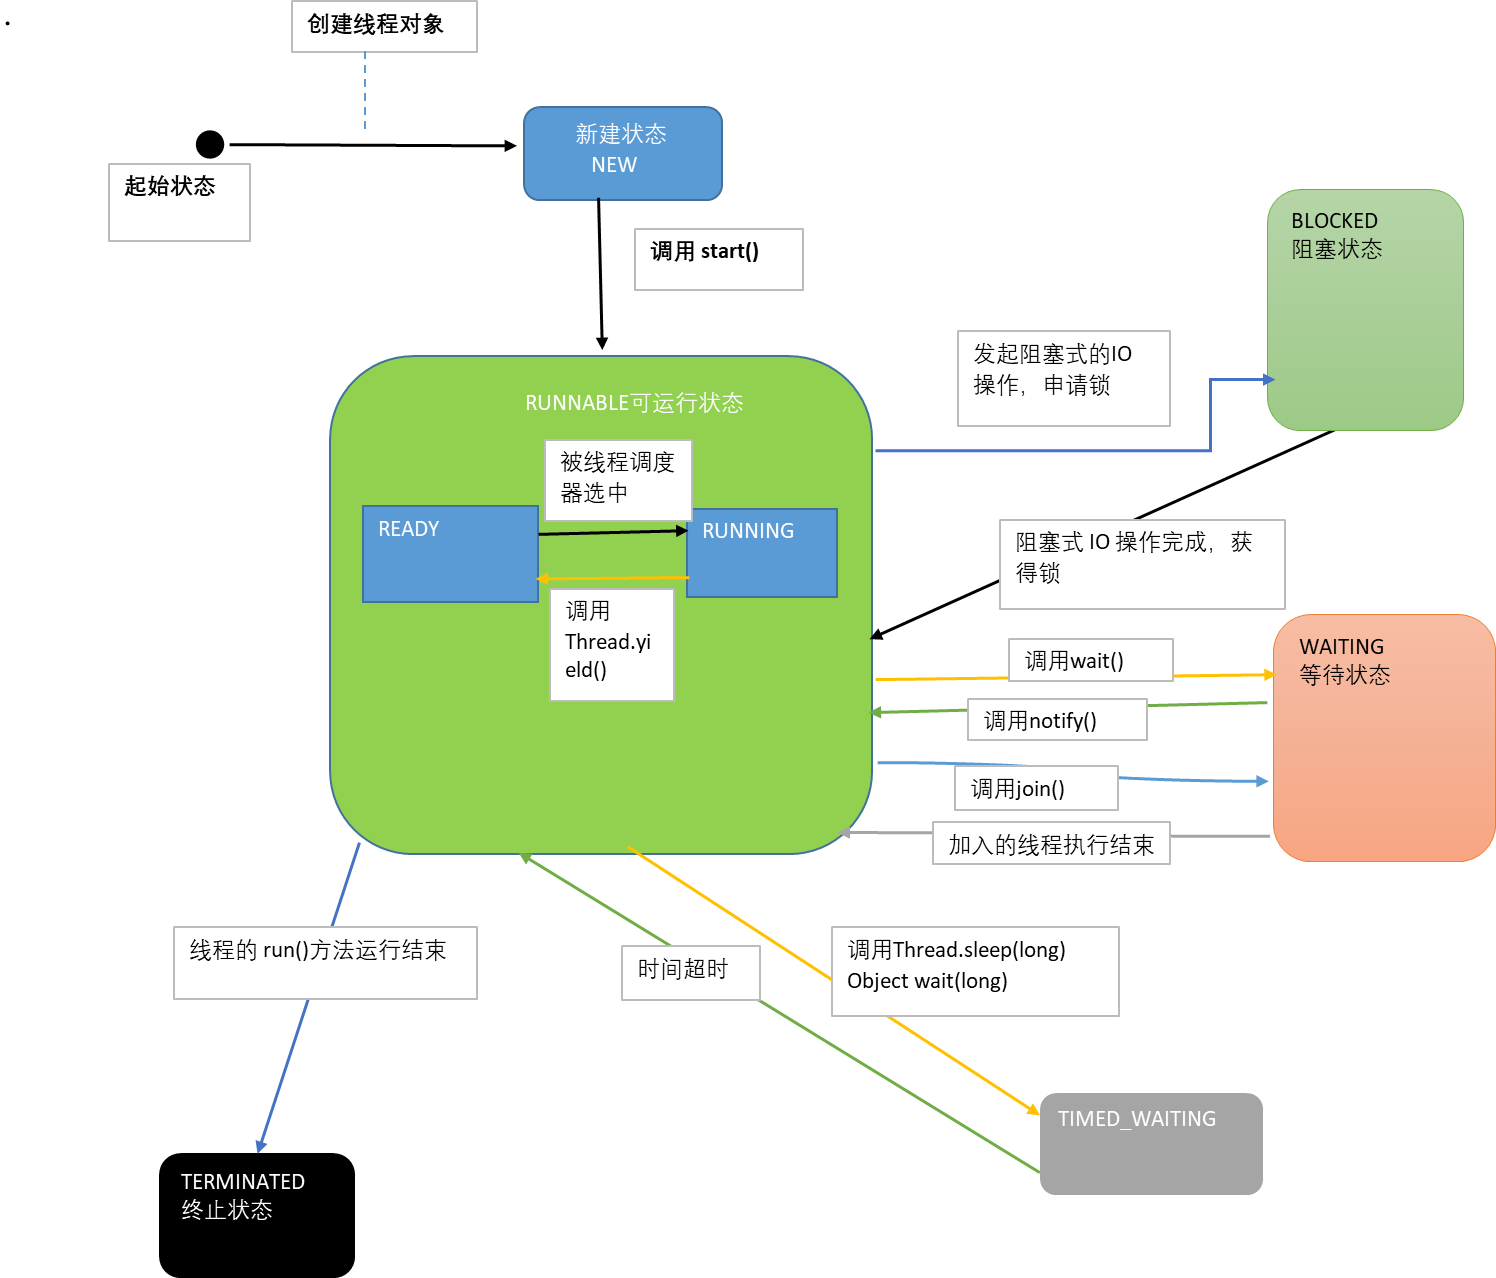 创建线程对象
新建状态
NEW
起始状态
调用 start()
BLOCKED
阻塞状态
发起阻塞式的IO
操作，申请锁
RUNNABLE可运行状态
被线程调度
器选中
READY
RUNNING
调用
Thread.yi
eld()
阻塞式 IO 操作完成，获
得锁
WAITING
等待状态
调用wait()
调用notify()
调用join()
加入的线程执行结束
线程的 run()方法运行结束
时间超时
调用Thread.sleep(long)
Object wait(long)
TIMED_WAITING
TERMINATED
终止状态